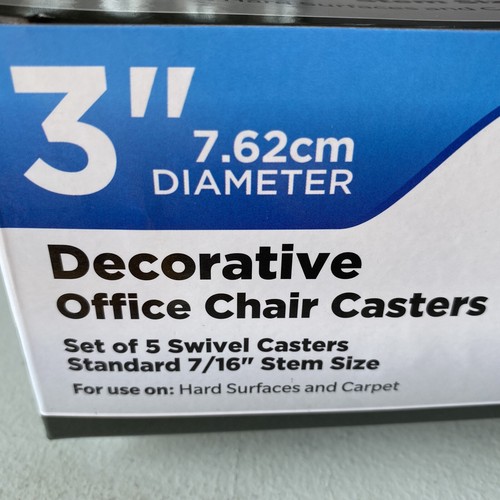 3"
7.62cm
DIAMETER
Decorative
Office Chair Casters
Set of 5 Swivel Casters
Standard 7/16" Stem Size
For use on: Hard Surfaces and Carpet